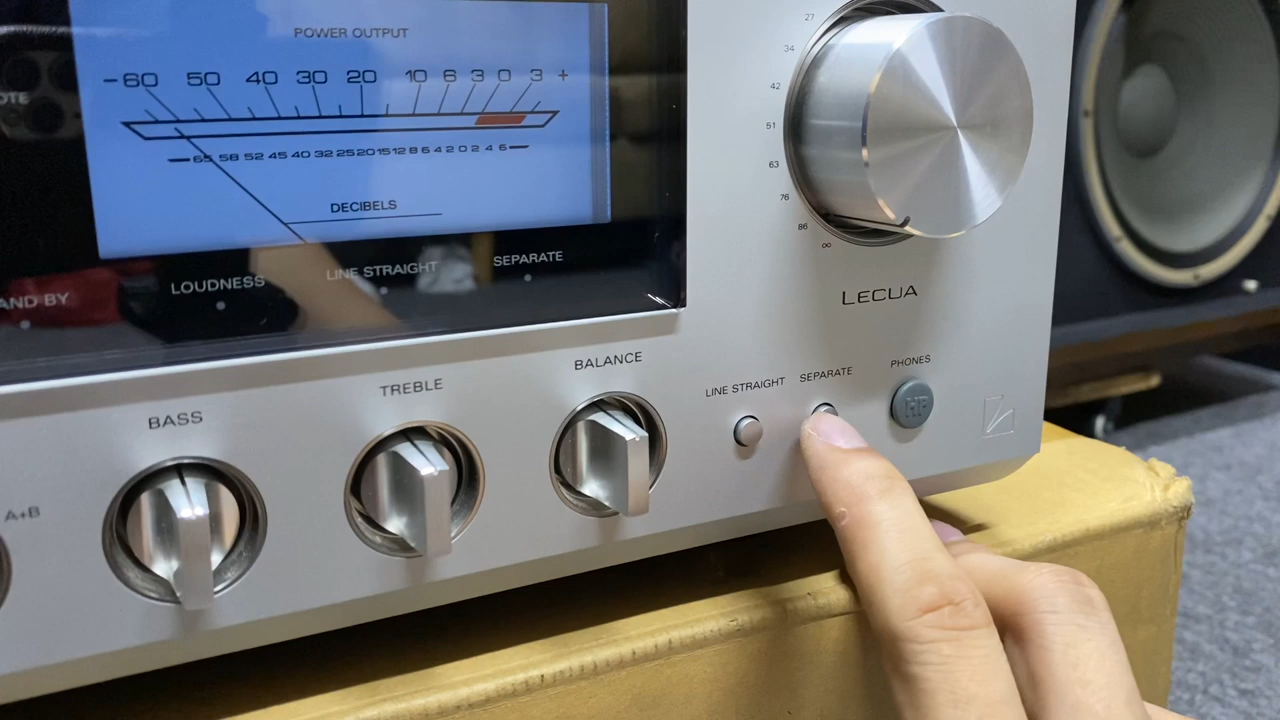 POWER OUTPUT
−60 50 40 30 20 10 6 3 0 3 +
65 58 52 45 40 32 25 20 15 12 8 6 4 2 0 2 4 6
DECIBELS
OTE
AND BY
LOUDNESS
LINE STRAIGHT
SEPARATE
27
34
42
51
63
76
86
∞
LECUA
A+B
BASS
TREBLE
BALANCE
LINE STRAIGHT
SEPARATE
PHONES
HP